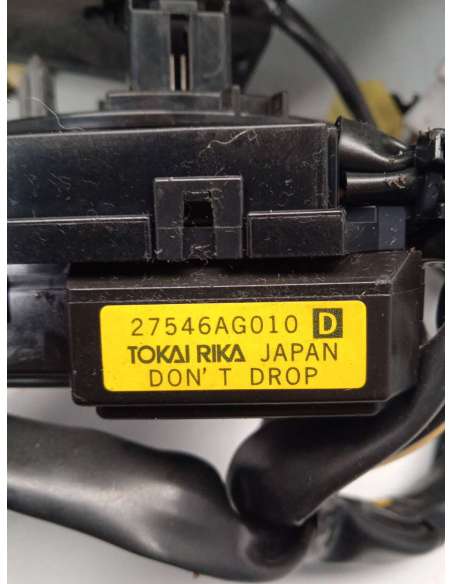 27546AG010 D
TOKAI RIKA JAPAN
DON'T DROP